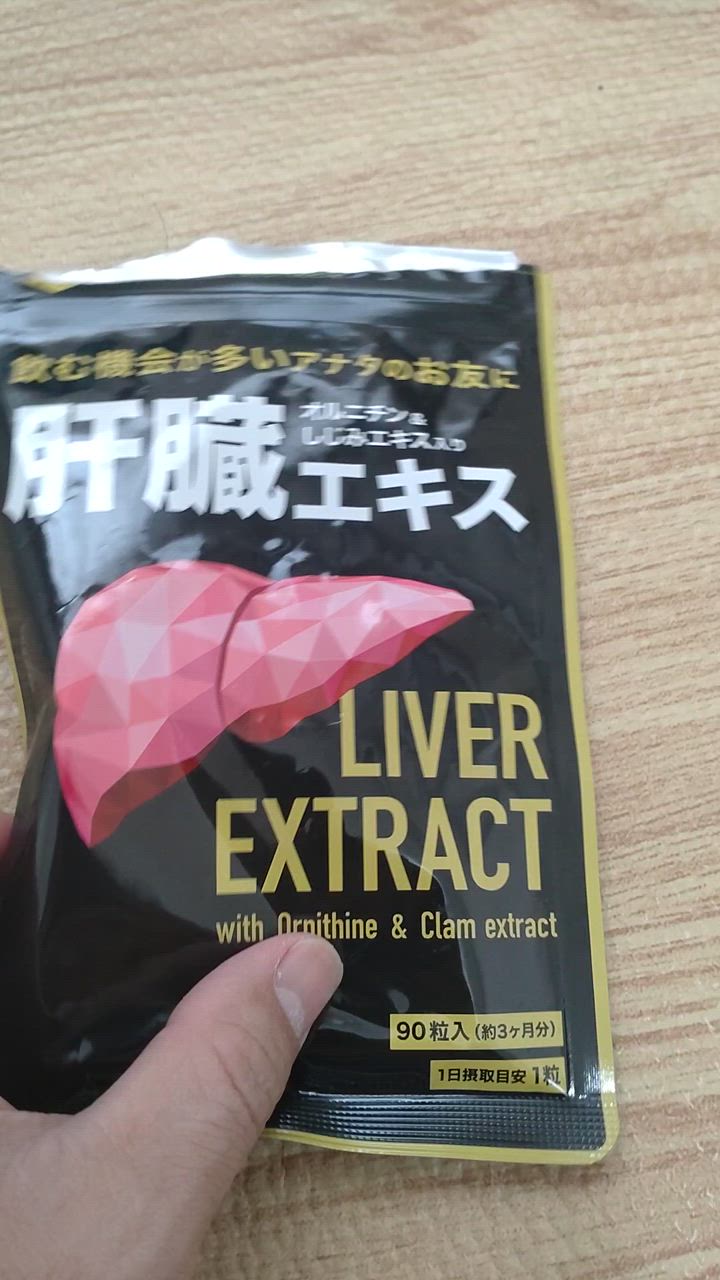 飲む機会が多いアナタのお友に
オルニチン&
しじみエキス入り
肝臓エキス
LIVER
EXTRACT
with Ornithine & Clam extract
90粒入(約3ヶ月分)
1日摂取目安1粒